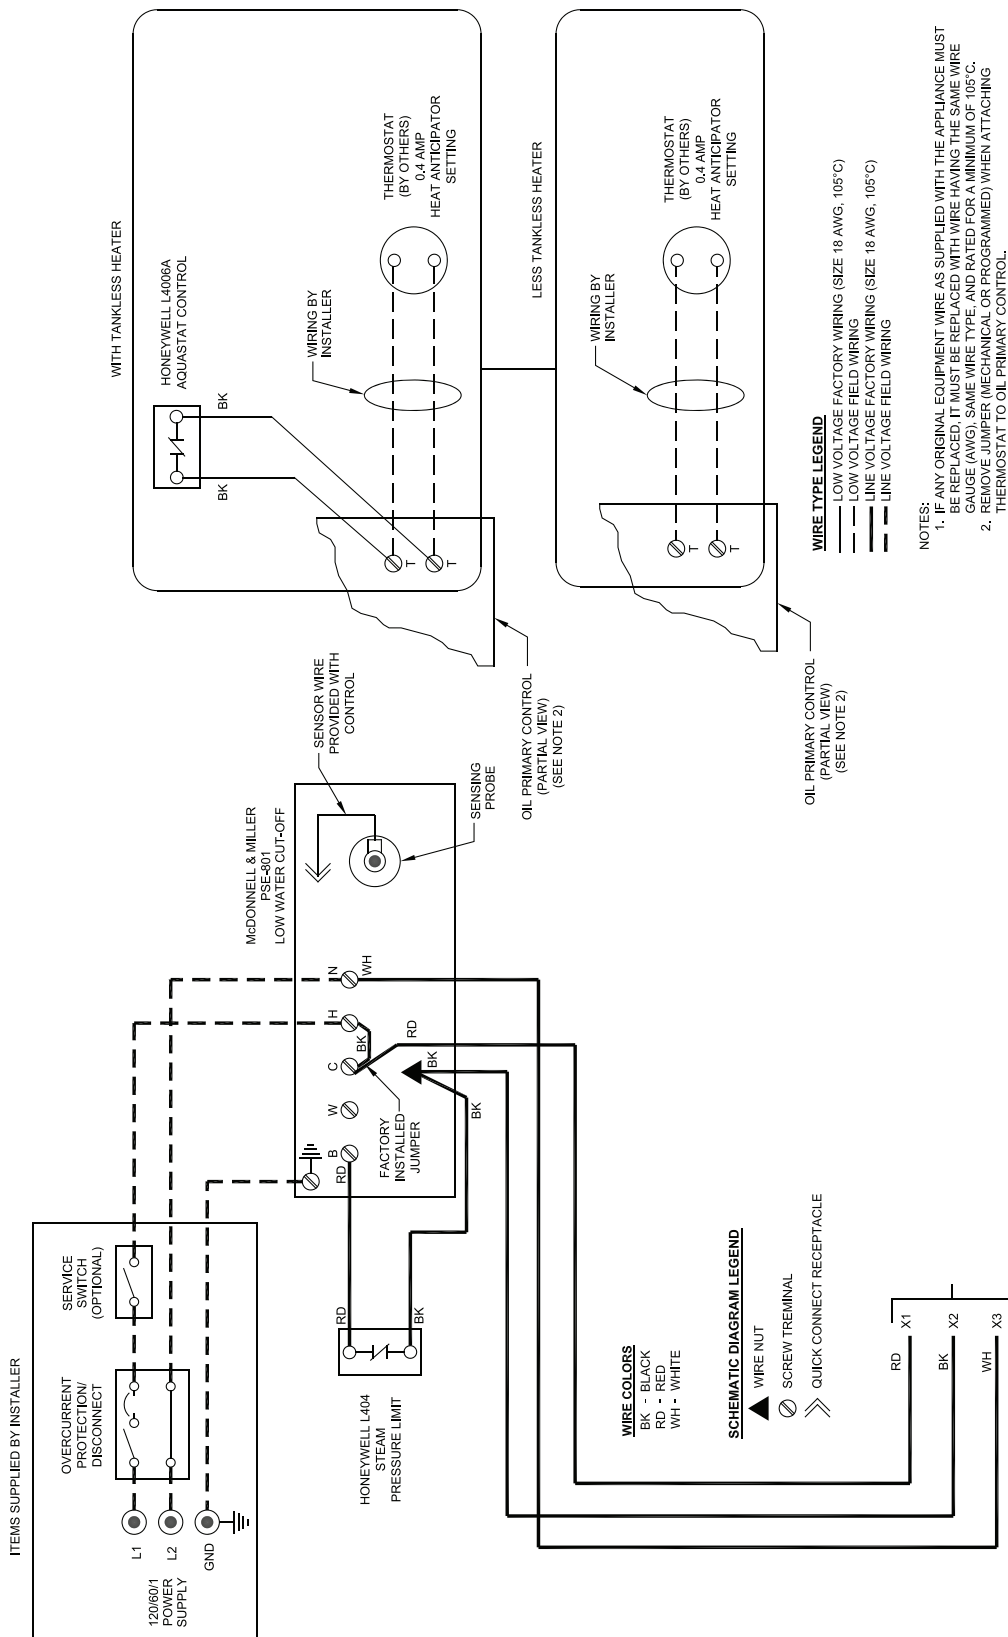 ITEMS SUPPLIED BY INSTALLER
120/60/1
POWER
SUPPLY
L1
L2
GND
OVERCURRENT
PROTECTION/
DISCONNECT
SERVICE
SWITCH
(OPTIONAL)
HONEYWELL L404
STEAM
PRESSURE LIMIT
RD
BK
McDONNELL & MILLER
PSE-801
LOW WATER CUT-OFF
RD
B
W
C
H
N
BK
WH
RD
BK
BK
FACTORY
INSTALLED
JUMPER
SENSOR WIRE
PROVIDED WITH
CONTROL
SENSING
PROBE
WITH TANKLESS HEATER
HONEYWELL L4006A
AQUASTAT CONTROL
BK
BK
T
T
WIRING BY
INSTALLER
THERMOSTAT
(BY OTHERS)
0.4 AMP
HEAT ANTICIPATOR
SETTING
OIL PRIMARY CONTROL
(PARTIAL VIEW)
(SEE NOTE 2)
LESS TANKLESS HEATER
T
T
WIRING BY
INSTALLER
THERMOSTAT
(BY OTHERS)
0.4 AMP
HEAT ANTICIPATOR
SETTING
OIL PRIMARY CONTROL
(PARTIAL VIEW)
(SEE NOTE 2)
WIRE COLORS
BK - BLACK
RD - RED
WH - WHITE
SCHEMATIC DIAGRAM LEGEND
WIRE NUT
SCREW TREMINAL
QUICK CONNECT RECEPTACLE
RD X1
BK X2
WH X3
WIRE TYPE LEGEND
LOW VOLTAGE FACTORY WIRING (SIZE 18 AWG, 105°C)
LOW VOLTAGE FIELD WIRING
LINE VOLTAGE FACTORY WIRING (SIZE 18 AWG, 105°C)
LINE VOLTAGE FIELD WIRING
NOTES:
1. IF ANY ORIGINAL EQUIPMENT WIRE AS SUPPLIED WITH THE APPLIANCE MUST
BE REPLACED, IT MUST BE REPLACED WITH WIRE HAVING THE SAME WIRE
GAUGE (AWG), SAME WIRE TYPE, AND RATED FOR A MINIMUM OF 105°C.
2. REMOVE JUMPER (MECHANICAL OR PROGRAMMED) WHEN ATTACHING
THERMOSTAT TO OIL PRIMARY CONTROL.